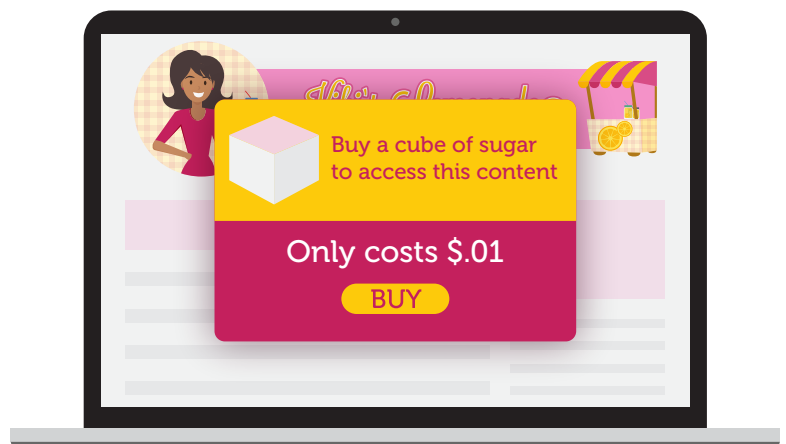 Buy a cube of sugar
to access this content
Only costs $.01
BUY